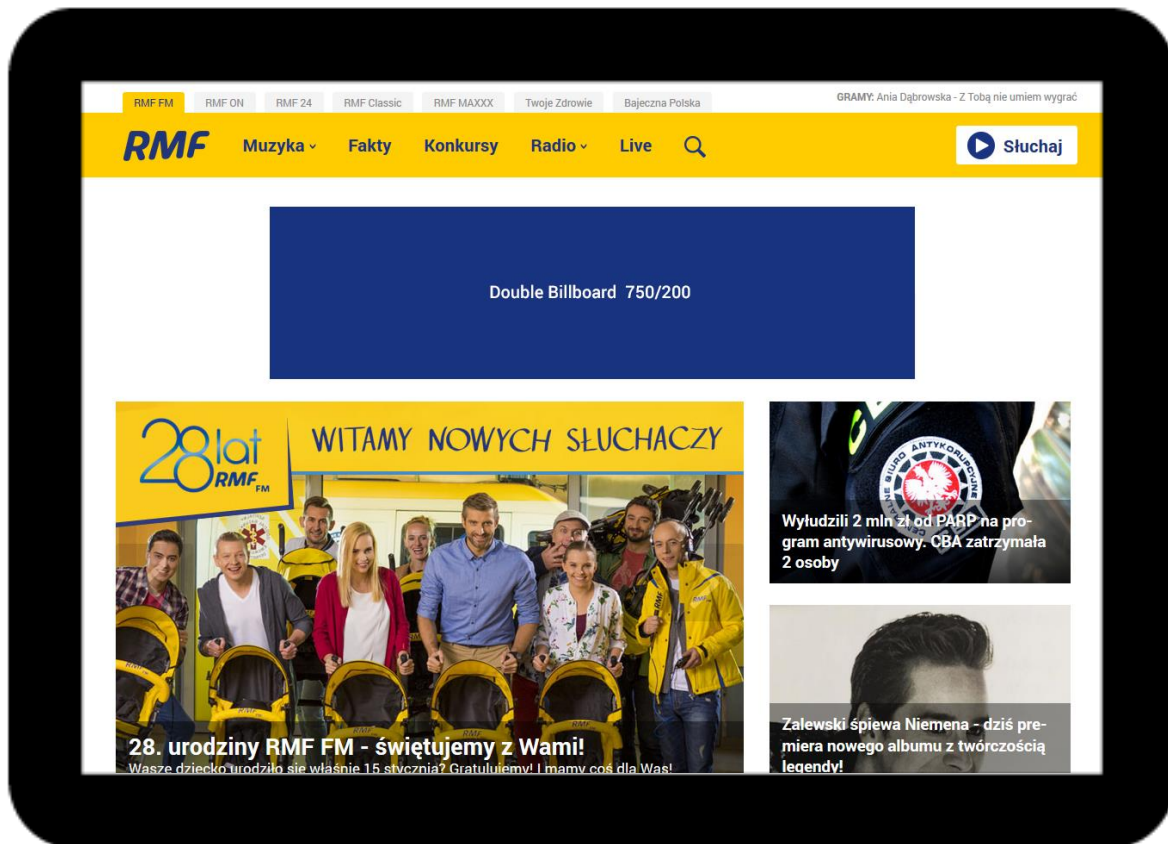 RMF FM RMF ON RMF 24 RMF Classic RMF MAXXX Twoje Zdrowie Bajeczna Polska
GRAMY: Ania Dąbrowska - Z Tobą nie umiem wygrać
RMF Muzyka Fakty Konkursy Radio Live
Słuchaj
Double Billboard 750/200
28 lat
RMF FM
WITAMY NOWYCH SŁUCHACZY
28. urodziny RMF FM - świętujemy z Wami!
Wasze dziecko urodziło się właśnie 15 stycznia? Gratulujemy! I mamy coś dla Was!
BIURO ANTYKORUPCYJNE
Wyłudzili 2 mln zł od PARP na pro-
gram antywirusowy. CBA zatrzymała
2 osoby
Zalewski śpiewa Niemena - dziś pre-
miera nowego albumu z twórczością
legendy!